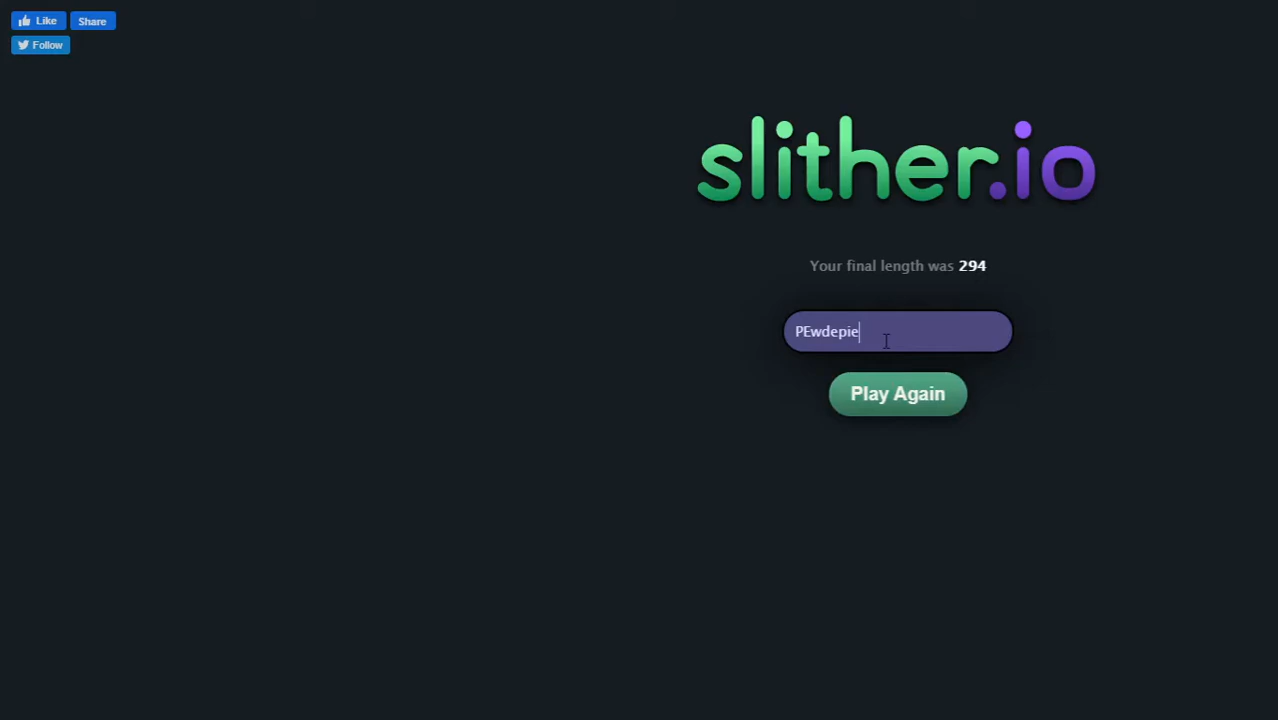 Like Share
Follow
slither.io
Your final length was 294
PEwdepie
Play Again